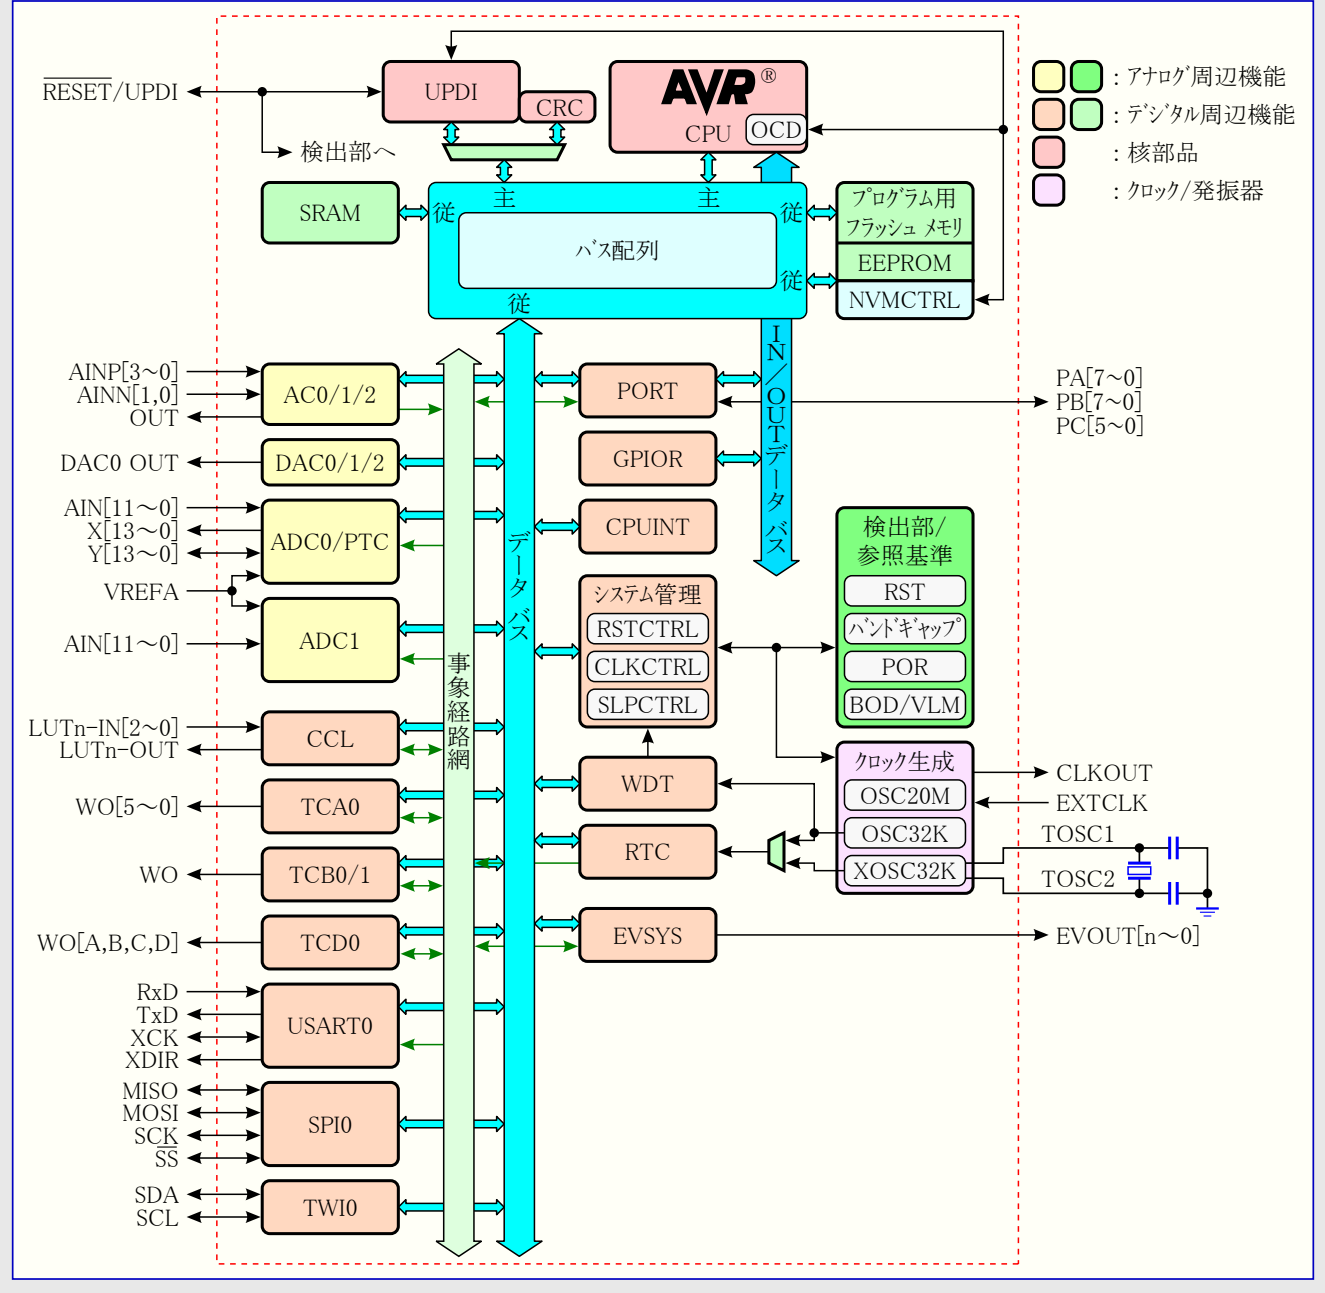 RESET/UPDI
検出部へ
UPDI
CRC
AVR®
CPU
OCD
: アナログ周辺機能
: デジタル周辺機能
: 核部品
: クロック/発振器
SRAM
主
主
従
従
従
従
バス配列
プログラム用
フラッシュ メモリ
EEPROM
NVMCTRL
AINP[3～0]
AINN[1,0]
OUT
AC0/1/2
DAC0 OUT
DAC0/1/2
AIN[11～0]
X[13～0]
Y[13～0]
ADC0/PTC
VREFA
AIN[11～0]
ADC1
LUTn-IN[2～0]
LUTn-OUT
CCL
WO[5～0]
TCA0
WO
TCB0/1
WO[A,B,C,D]
TCD0
RxD
TxD
XCK
XDIR
USART0
MISO
MOSI
SCK
SS
SPI0
SDA
SCL
TWI0
事象経路網
データ バス
IN/OUTデータ バス
PORT
GPIOR
CPUINT
システム管理
RSTCTRL
CLKCTRL
SLPCTRL
WDT
RTC
EVSYS
PA[7～0]
PB[7～0]
PC[5～0]
検出部/
参照基準
RST
バンドギャップ
POR
BOD/VLM
クロック生成
OSC20M
OSC32K
XOSC32K
CLKOUT
EXTCLK
TOSC1
TOSC2
EVOUT[n～0]